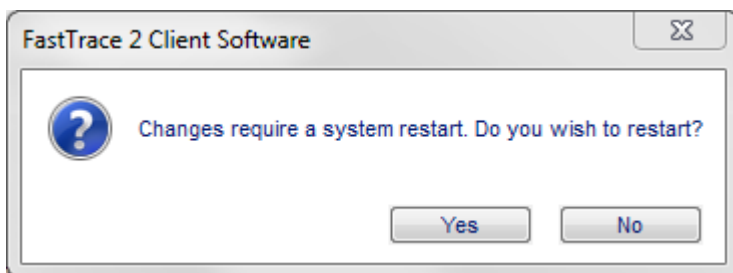 FastTrace 2 Client Software
Changes require a system restart. Do you wish to restart?
Yes No